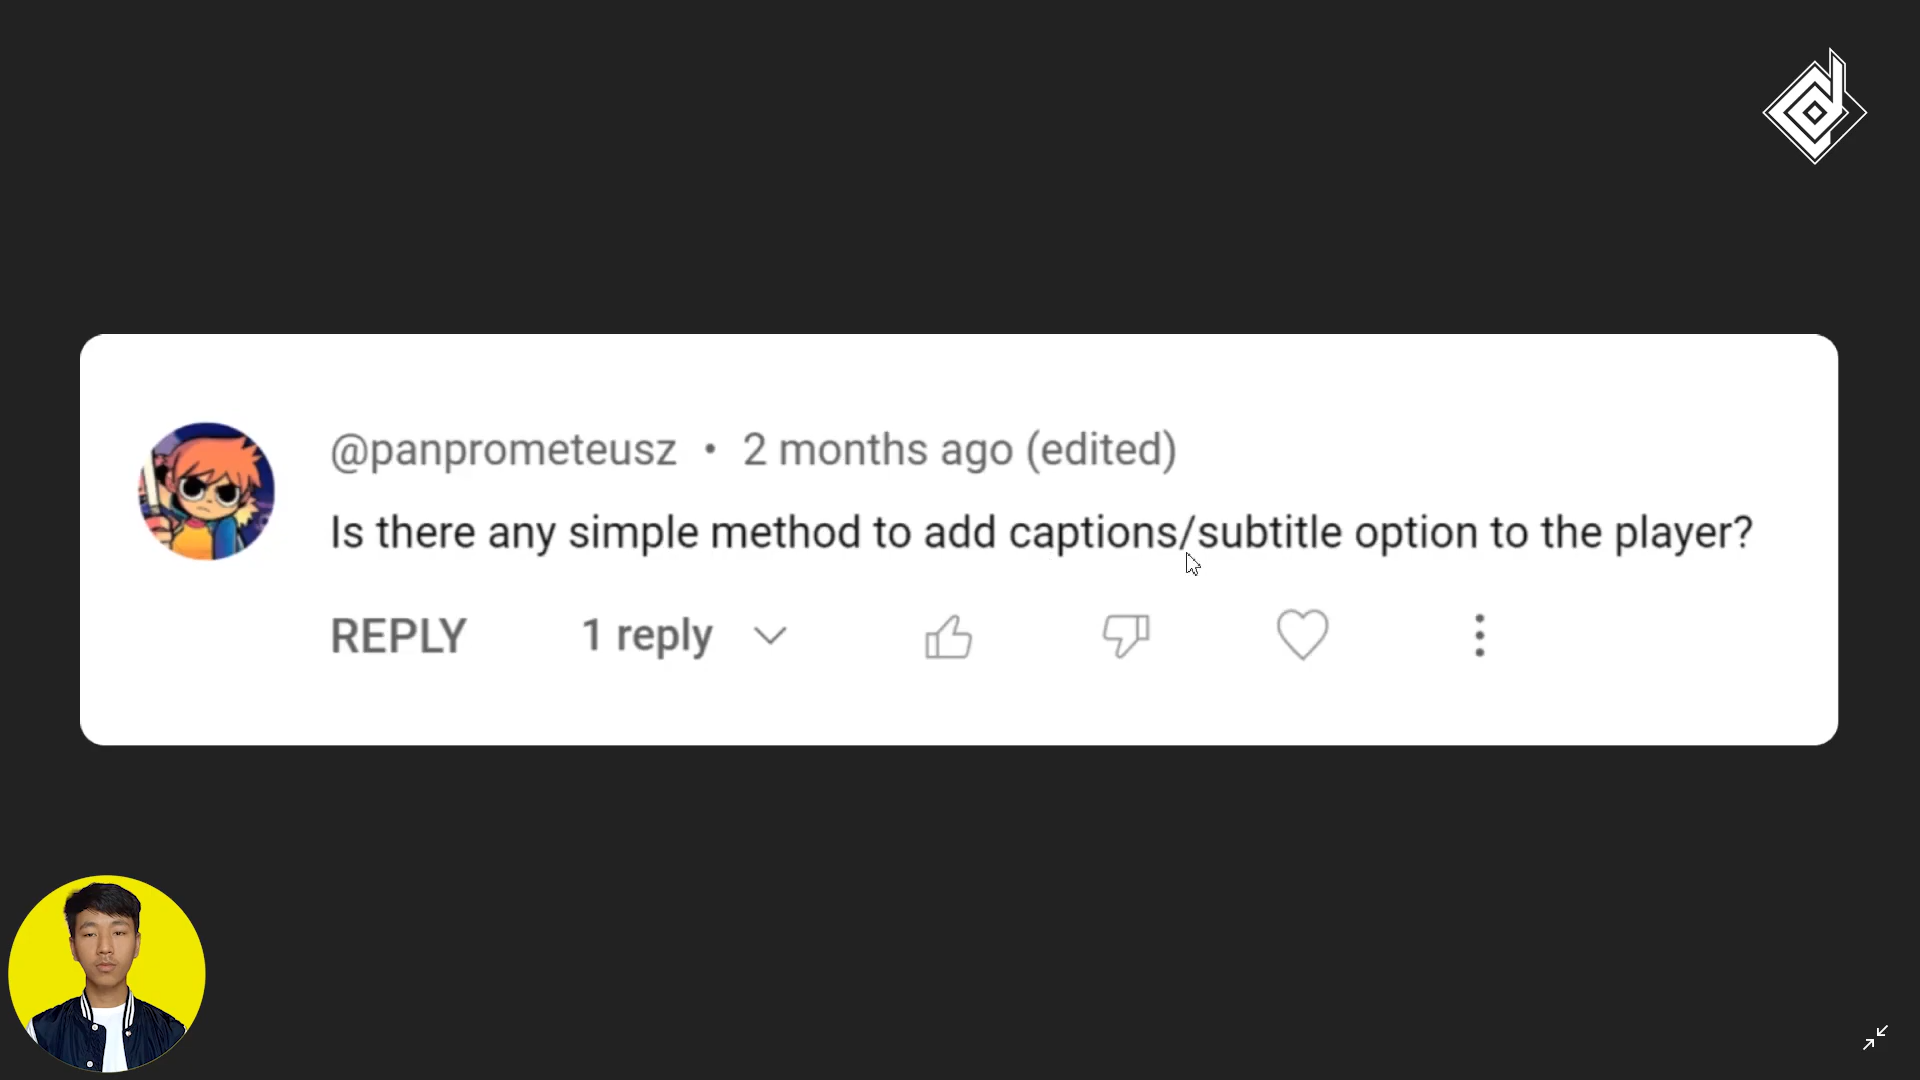 @panprometeusz • 2 months ago (edited)
Is there any simple method to add captions/subtitle option to the player?
REPLY 1 reply